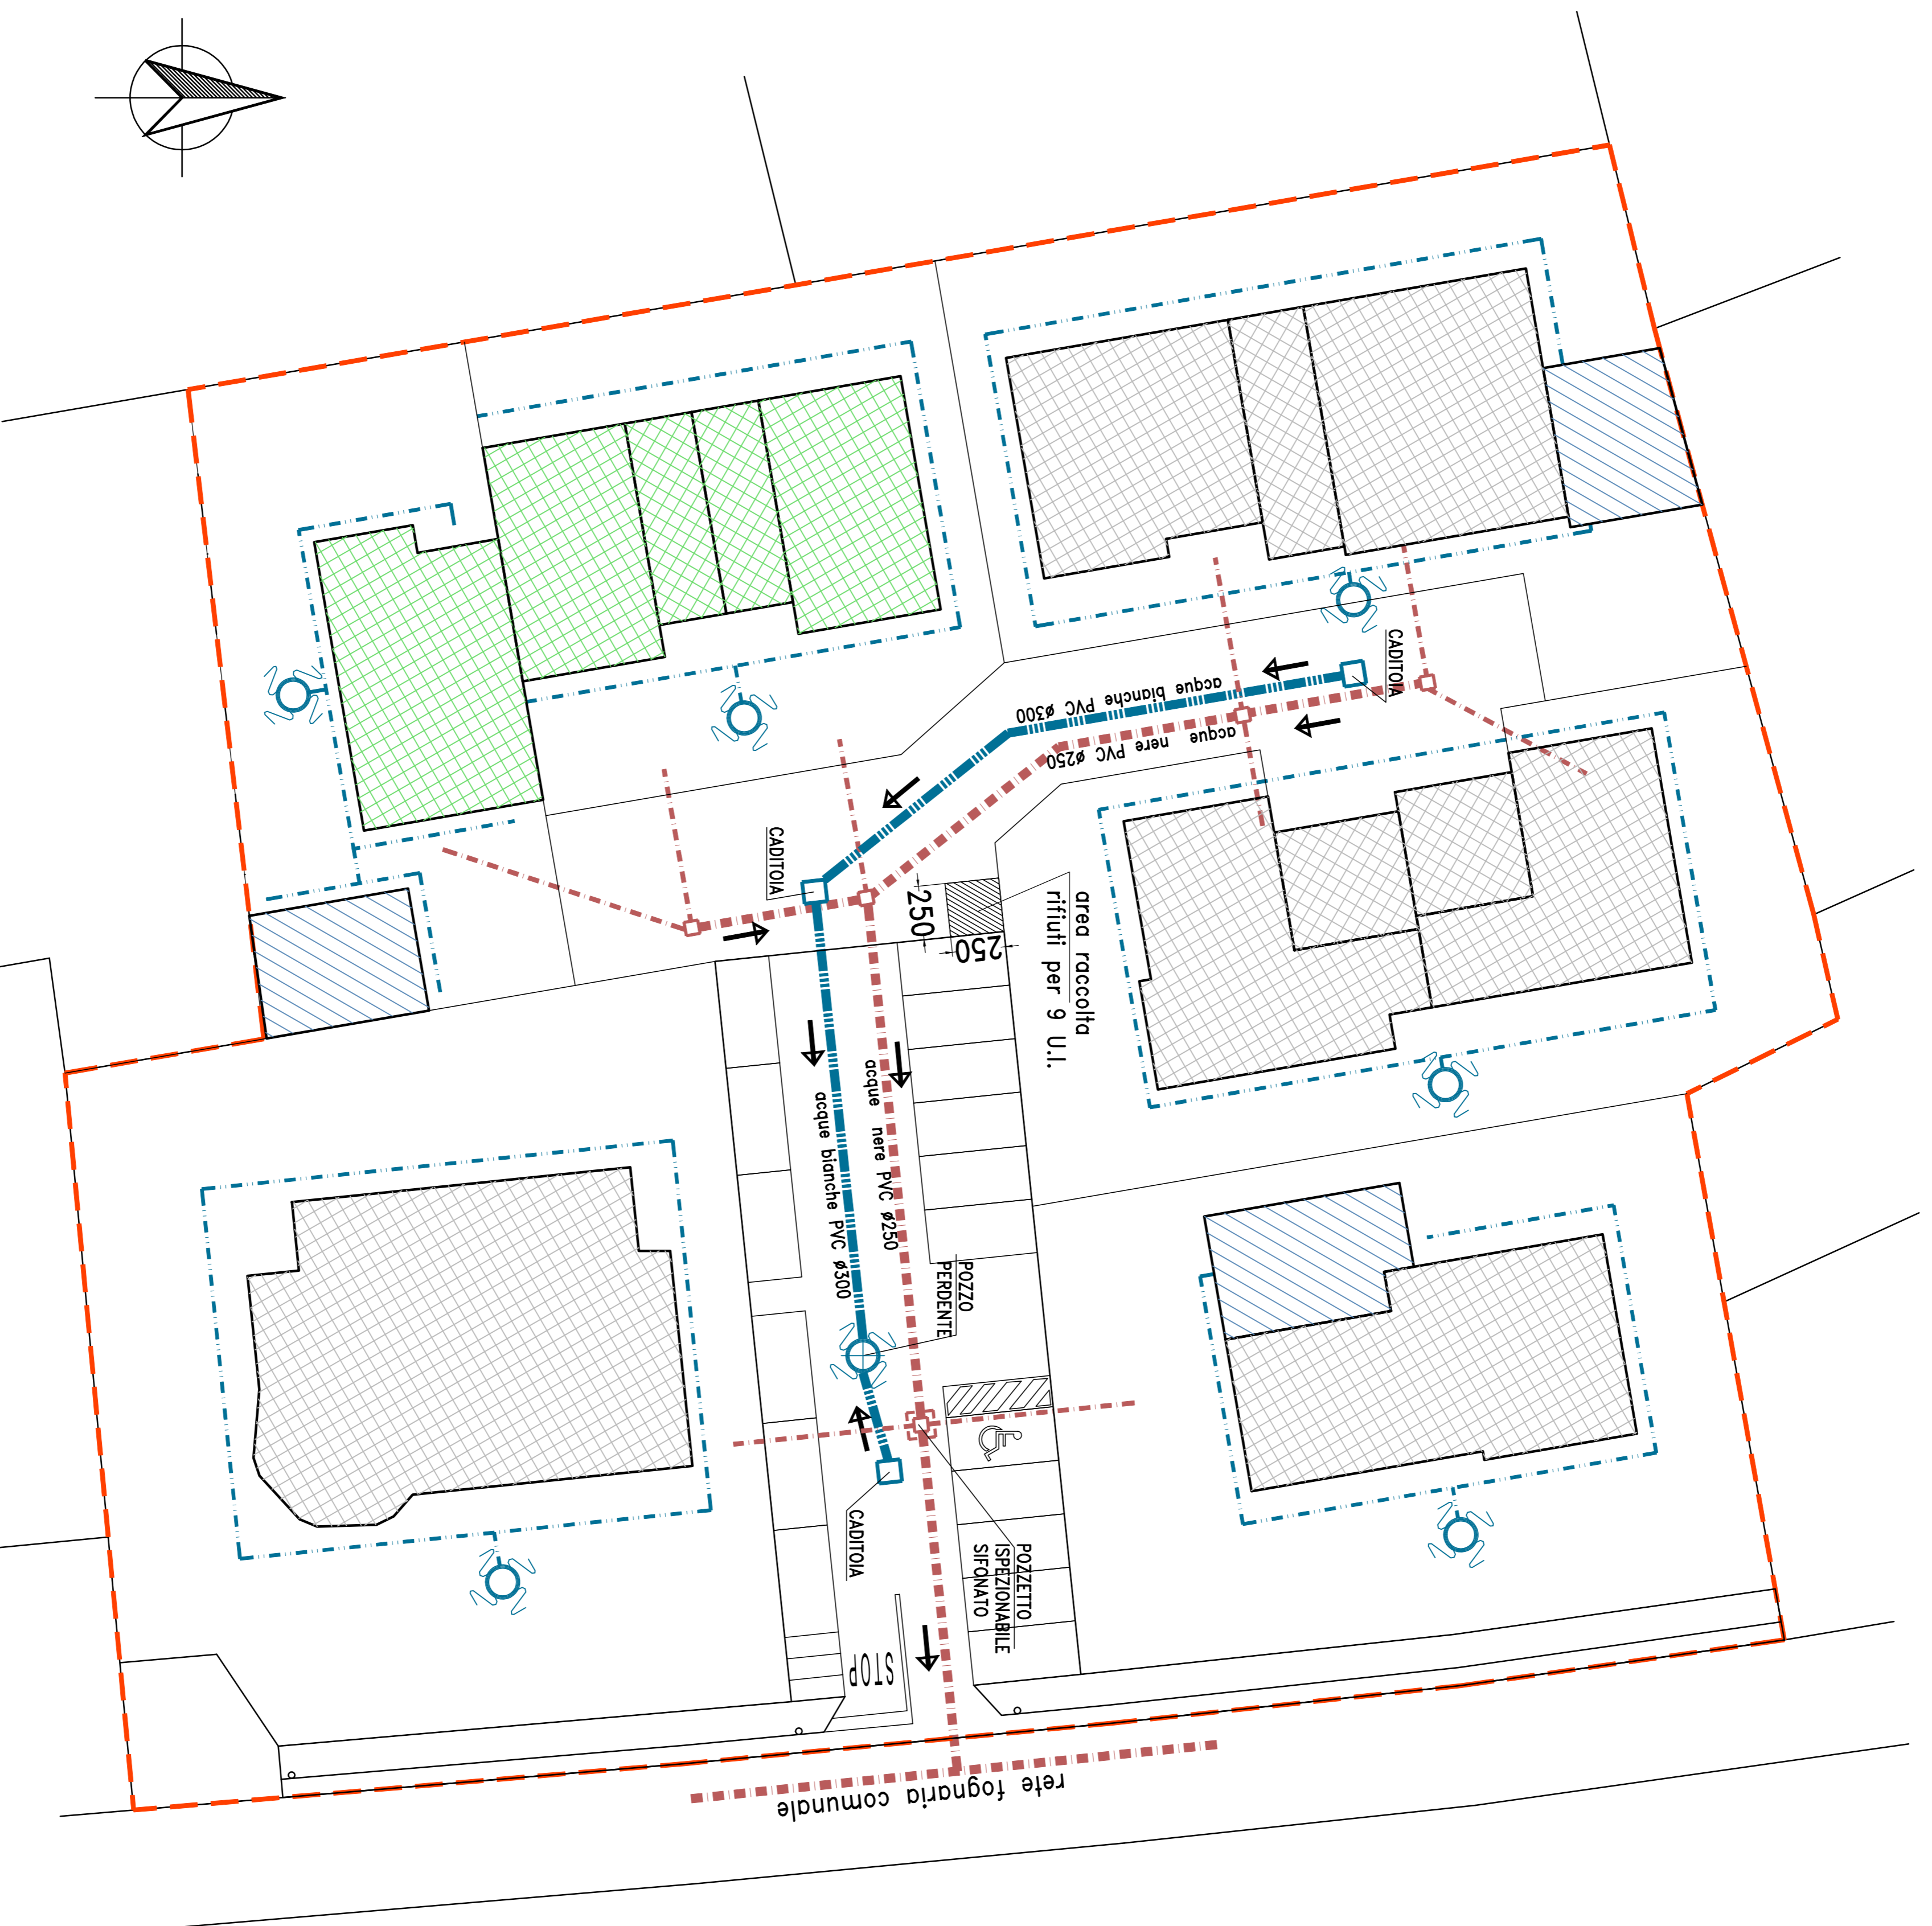 CADITOIA
acque bianche PVC ø300
acque nere PVC ø250
CADITOIA
250
250
area raccolta
rifiuti per 9 U.I.
acque nere PVC ø250
acque bianche PVC ø300
POZZO
PERDENTE
CADITOIA
POZZETTO
ISPEZIONABILE
SIFONATO
STOP
rete fognaria comunale